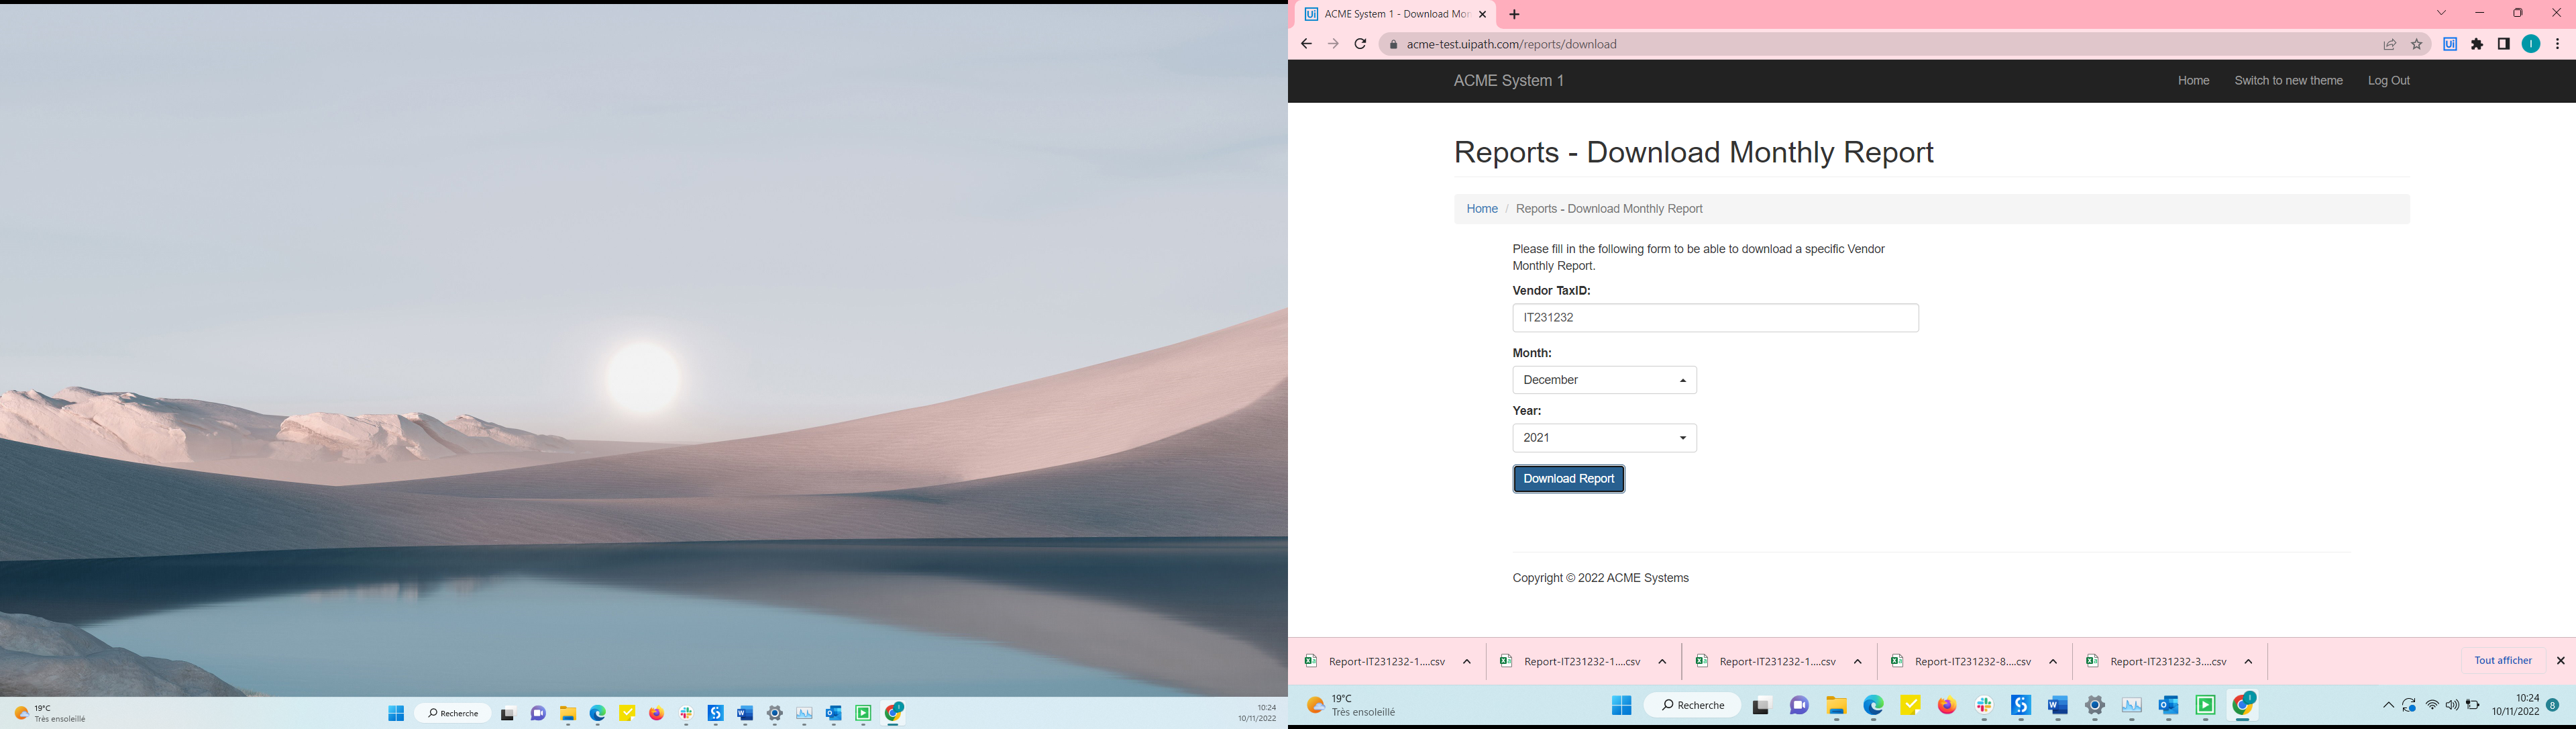 ACME System 1 - Download Mon
acme-test.uipath.com/reports/download
ACME System 1
Home
Switch to new theme
Log Out
Reports - Download Monthly Report
Home / Reports - Download Monthly Report
Please fill in the following form to be able to download a specific Vendor
Monthly Report.
Vendor TaxID:
IT231232
Month:
December
Year:
2021
Download Report
Copyright © 2022 ACME Systems
Report-IT231232-1....csv
Report-IT231232-1....csv
Report-IT231232-1....csv
Report-IT231232-8....csv
Report-IT231232-3....csv
Tout afficher
19°C
Très ensoleillé
Recherche
10:24
10/11/2022
19°C
Très ensoleillé
Recherche
10:24
10/11/2022
8